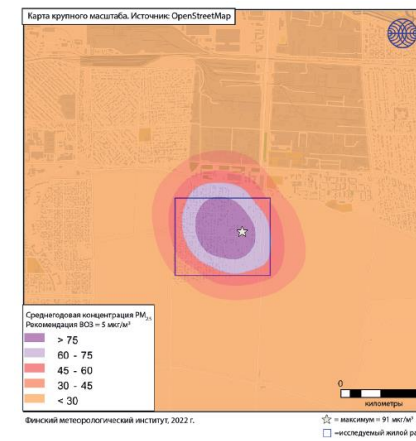 Карта крупного масштаба. Источник: OpenStreetMap
Среднегодовая концентрация PM₂.₅
Рекомендация ВОЗ = 5 мкг/м³
> 75
60 - 75
45 - 60
30 - 45
< 30
0
километры
Финский метеорологический институт, 2022 г.
= максимум = 91 мкг/м³
=исследуемый жилой ра